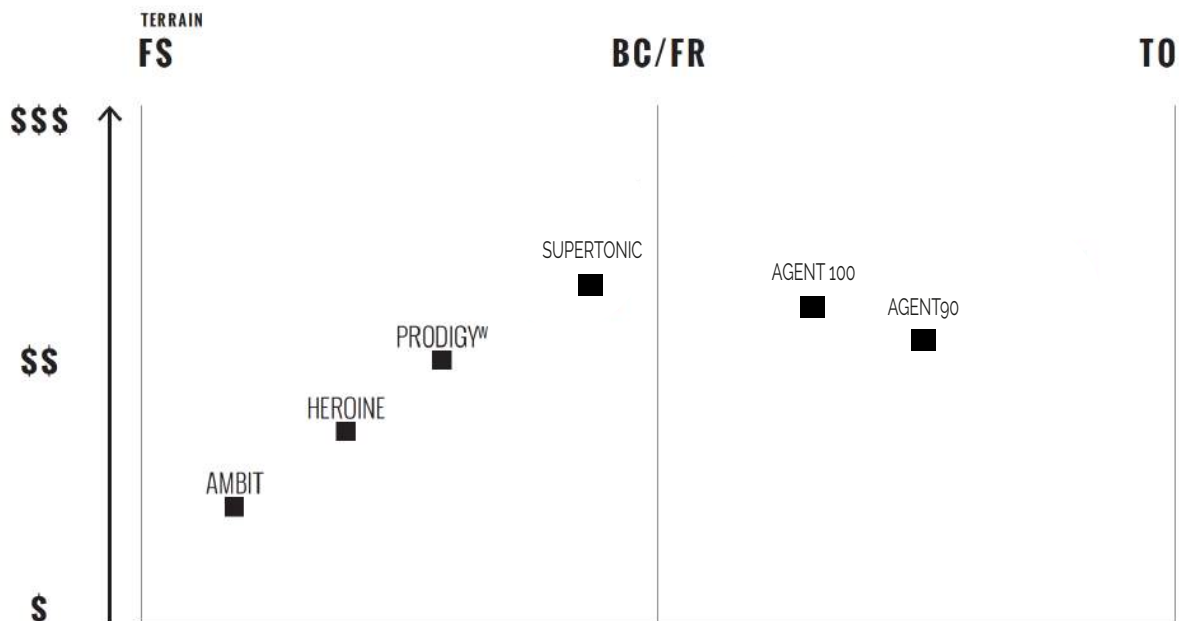 TERRAIN
FS BC/FR TO
$$$
SUPERTONIC
AGENT 100
AGENT90
PRODIGYᵂ
$$
HEROINE
AMBIT
$